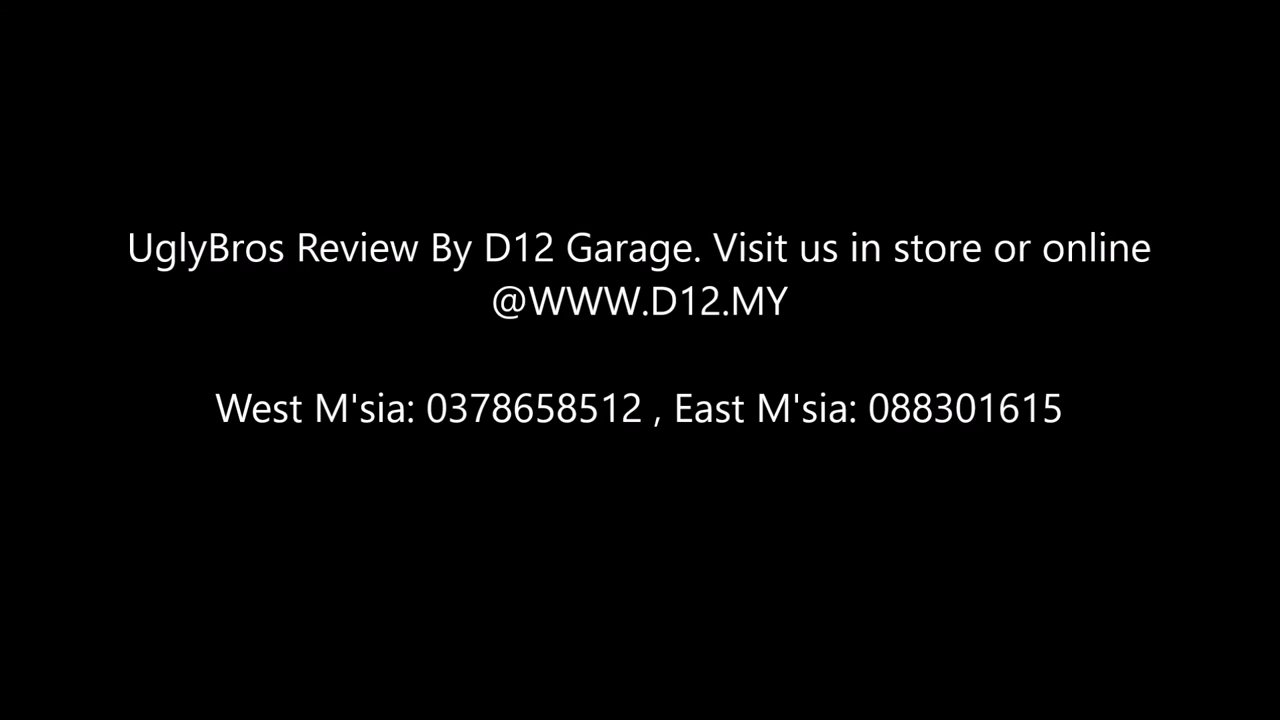 UglyBros Review By D12 Garage. Visit us in store or online
@WWW.D12.MY
West M'sia: 0378658512 , East M'sia: 088301615